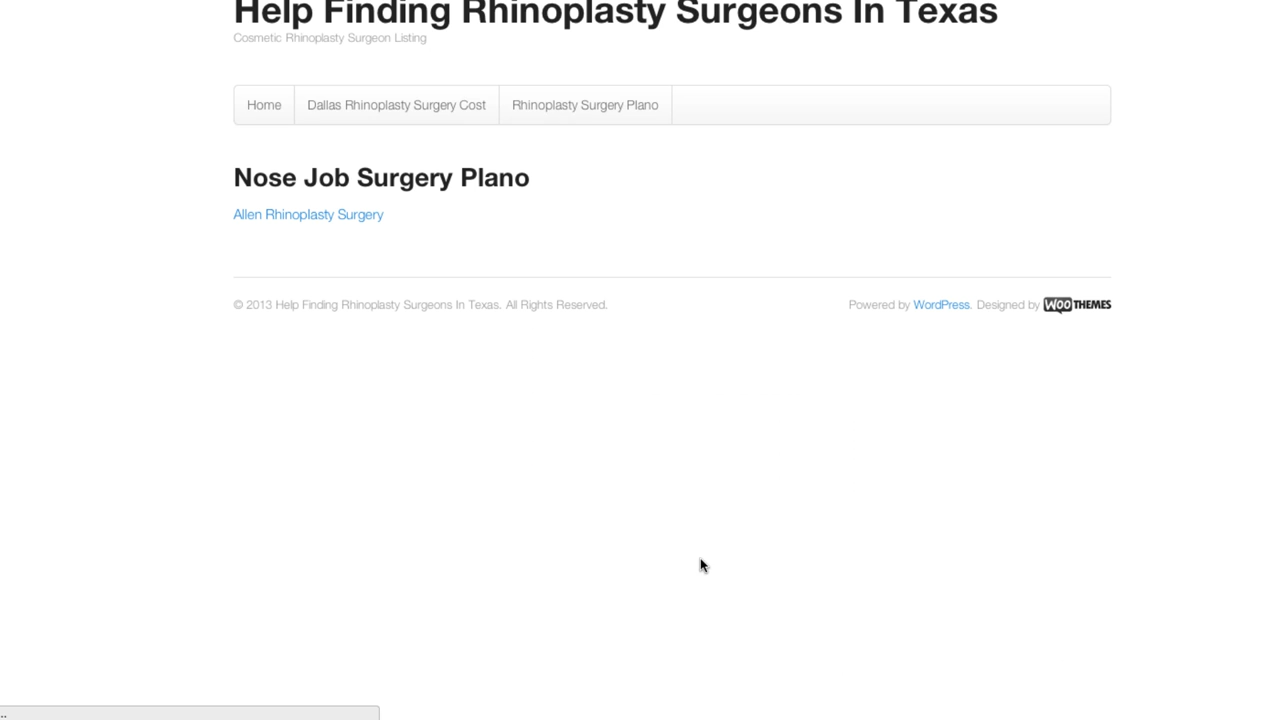 Help Finding Rhinoplasty Surgeons In Texas
Cosmetic Rhinoplasty Surgeon Listing
Home Dallas Rhinoplasty Surgery Cost Rhinoplasty Surgery Plano
Nose Job Surgery Plano
Allen Rhinoplasty Surgery
© 2013 Help Finding Rhinoplasty Surgeons In Texas. All Rights Reserved. Powered by WordPress. Designed by WOOTHEMES
..